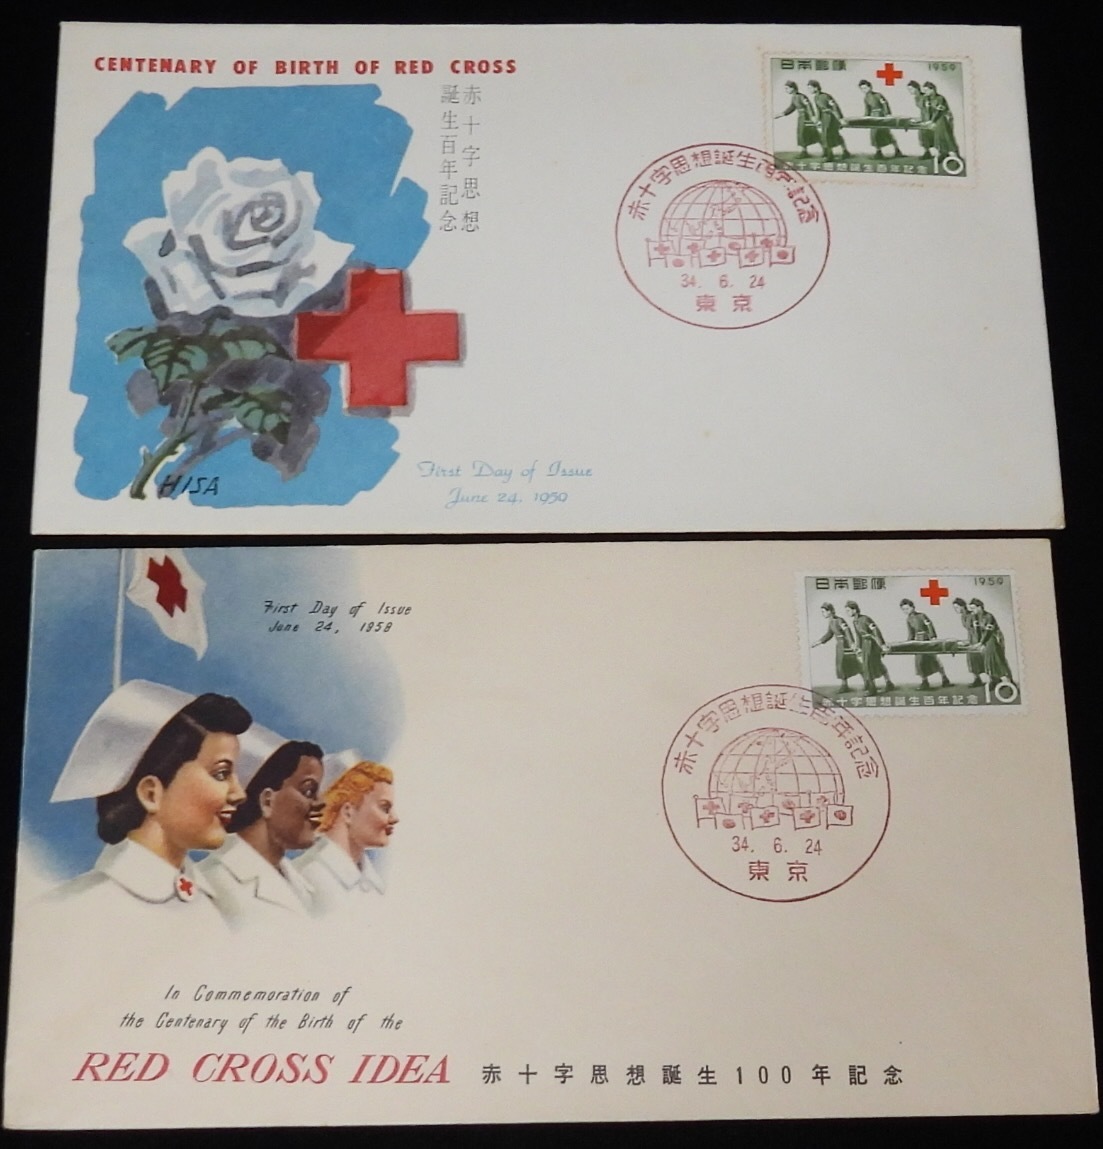 CENTENARY OF BIRTH OF RED CROSS
赤十字思想
誕生百年記念
日本郵便 1959
10
赤十字思想誕生百年記念
赤十字思想誕生百年記念
34. 6. 24
東京
HISA
First Day of Issue
June 24, 1959
First Day of Issue
June 24, 1959
日本郵便 1959
10
赤十字思想誕生百年記念
赤十字思想誕生百年記念
34. 6. 24
東京
In Commemoration of
the Centenary of the Birth of the
RED CROSS IDEA
赤十字思想誕生100年記念